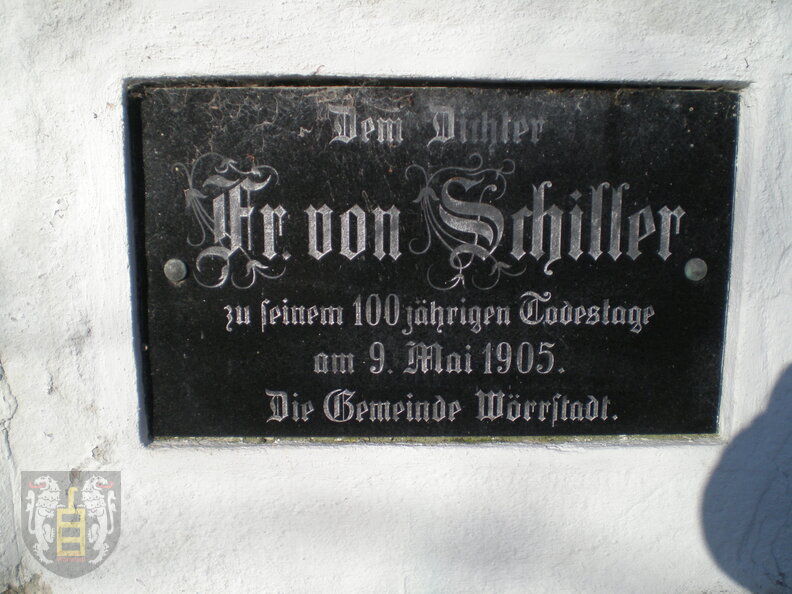 Dem Dichter
Fr. von Schiller
zu seinem 100 jährigen Todestage
am 9. Mai 1905.
Die Gemeinde Wörrstadt.